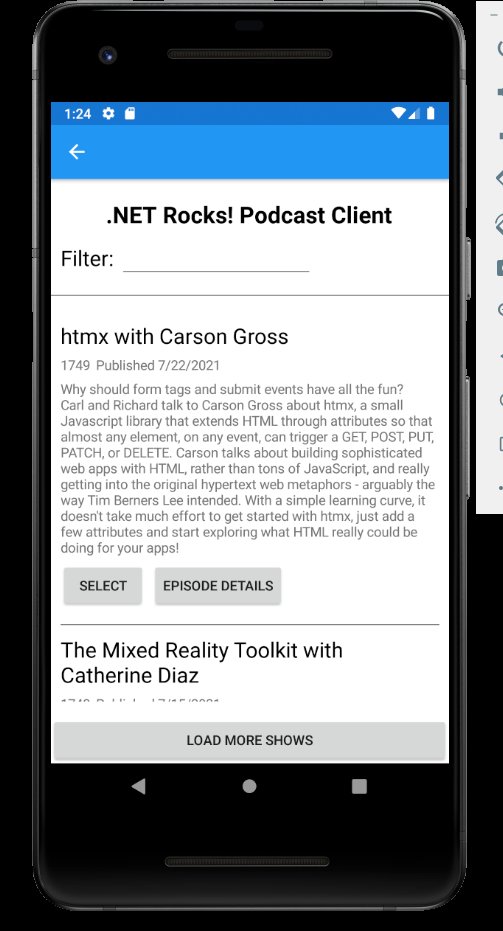 1:24
.NET Rocks! Podcast Client
Filter:
htmx with Carson Gross
1749 Published 7/22/2021
Why should form tags and submit events have all the fun?
Carl and Richard talk to Carson Gross about htmx, a small
Javascript library that extends HTML through attributes so that
almost any element, on any event, can trigger a GET, POST, PUT,
PATCH, or DELETE. Carson talks about building sophisticated
web apps with HTML, rather than tons of JavaScript, and really
getting into the original hypertext web metaphors - arguably the
way Tim Berners Lee intended. With a simple learning curve, it
doesn't take much effort to get started with htmx, just add a
few attributes and start exploring what HTML really could be
doing for your apps!
SELECT EPISODE DETAILS
The Mixed Reality Toolkit with
Catherine Diaz
LOAD MORE SHOWS